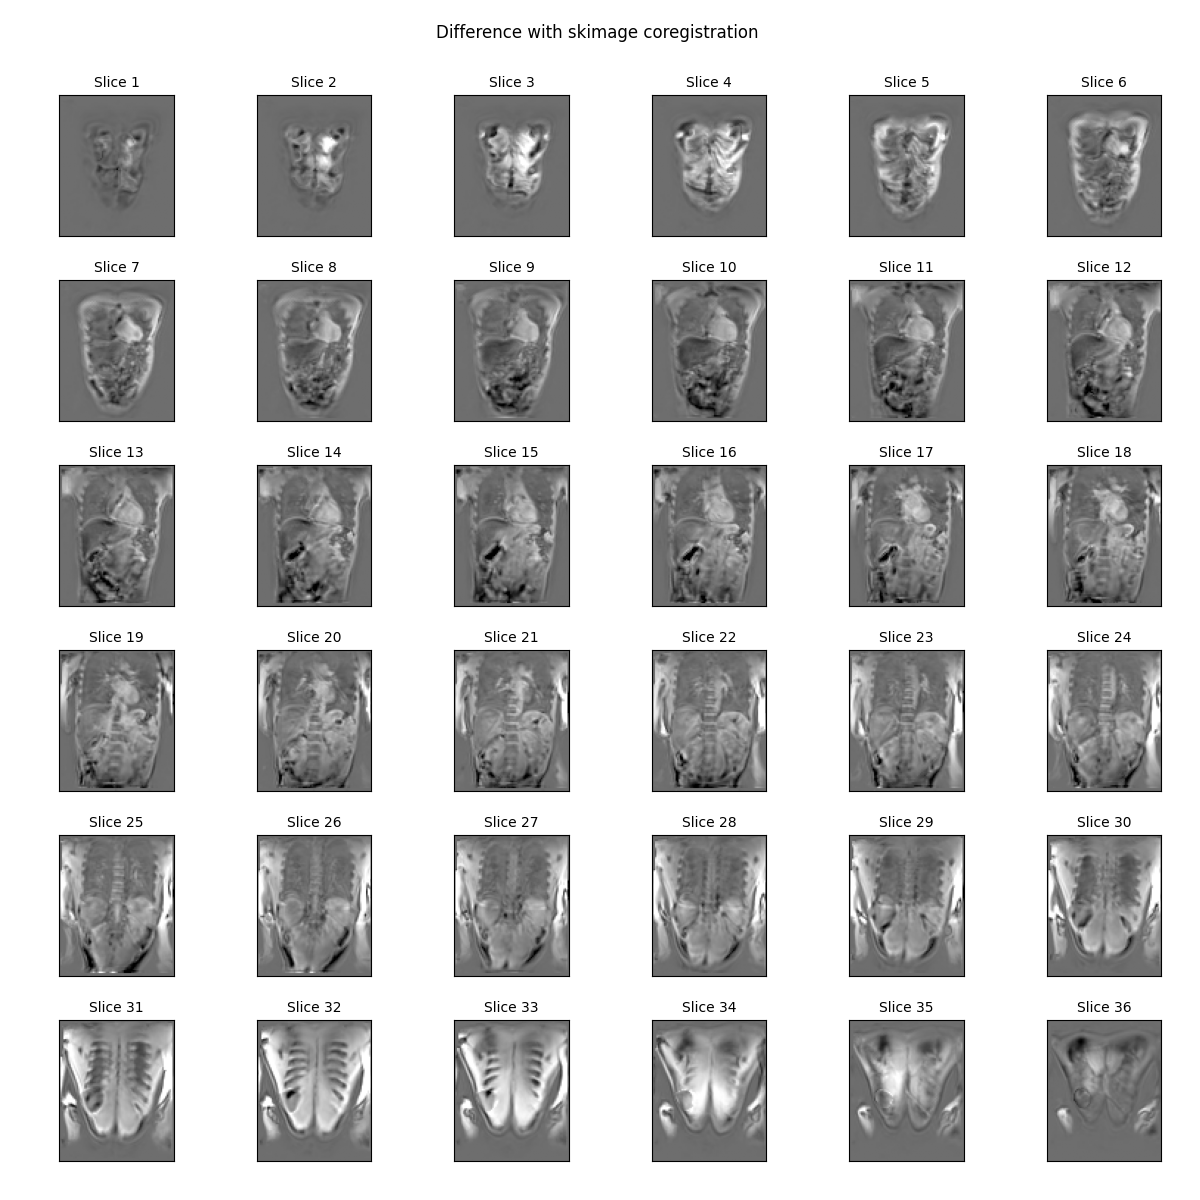 Difference with skimage coregistration
Slice 1 Slice 2 Slice 3 Slice 4 Slice 5 Slice 6
Slice 7 Slice 8 Slice 9 Slice 10 Slice 11 Slice 12
Slice 13 Slice 14 Slice 15 Slice 16 Slice 17 Slice 18
Slice 19 Slice 20 Slice 21 Slice 22 Slice 23 Slice 24
Slice 25 Slice 26 Slice 27 Slice 28 Slice 29 Slice 30
Slice 31 Slice 32 Slice 33 Slice 34 Slice 35 Slice 36